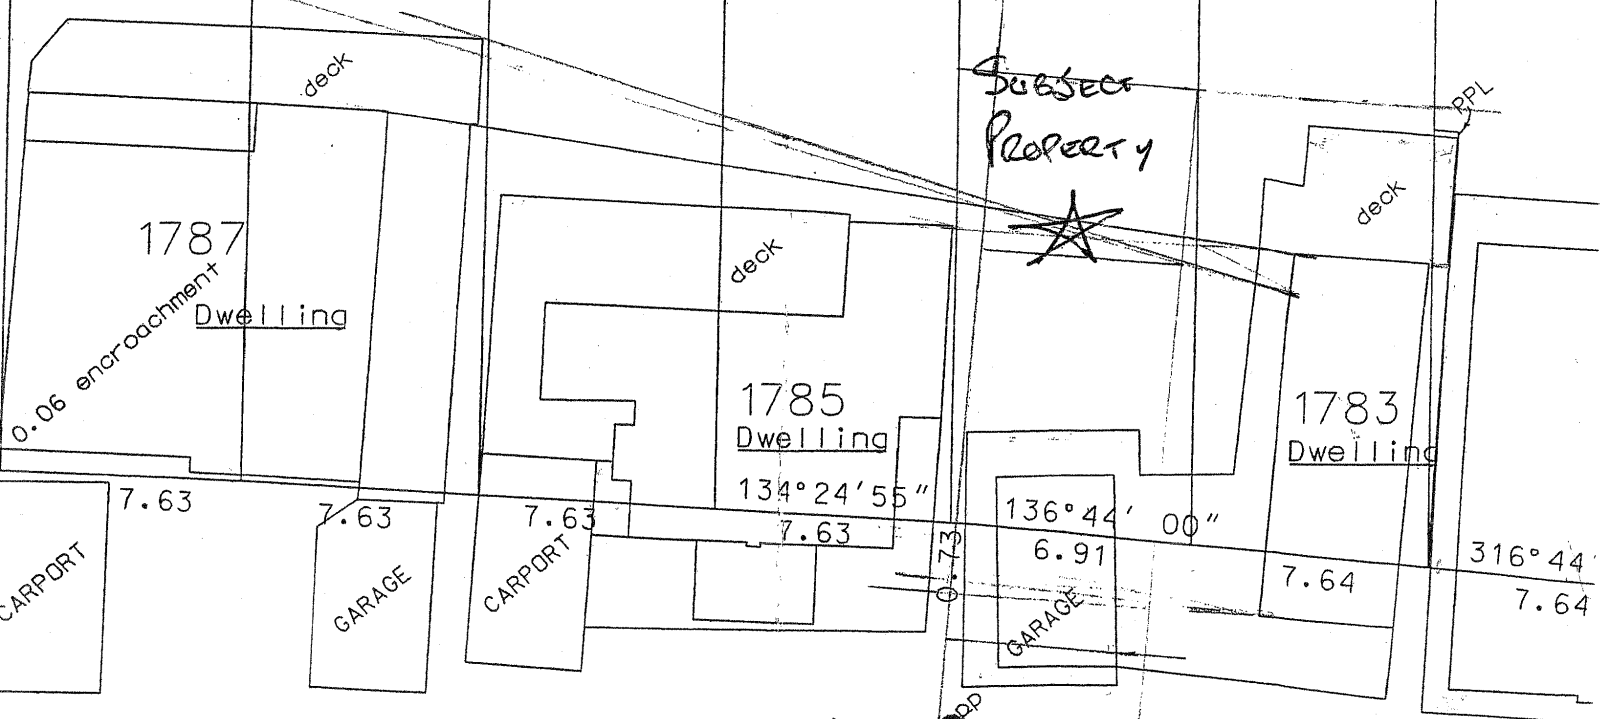 deck
SUBJECT
PROPERTY
PPL
deck
1787
Dwelling
0.06 encroachment
deck
1785
Dwelling
1783
Dwelling
134°24'55"
136°44' 00"
316°44'
7.63
7.63
7.63
7.63
0.73
6.91
7.64
7.64
CARPORT
GARAGE
CARPORT
GARAGE